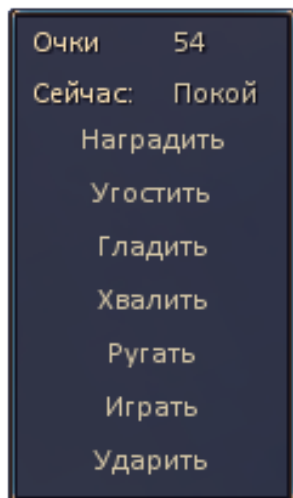 Очки 54
Сейчас: Покой
Наградить
Угостить
Гладить
Хвалить
Ругать
Играть
Ударить